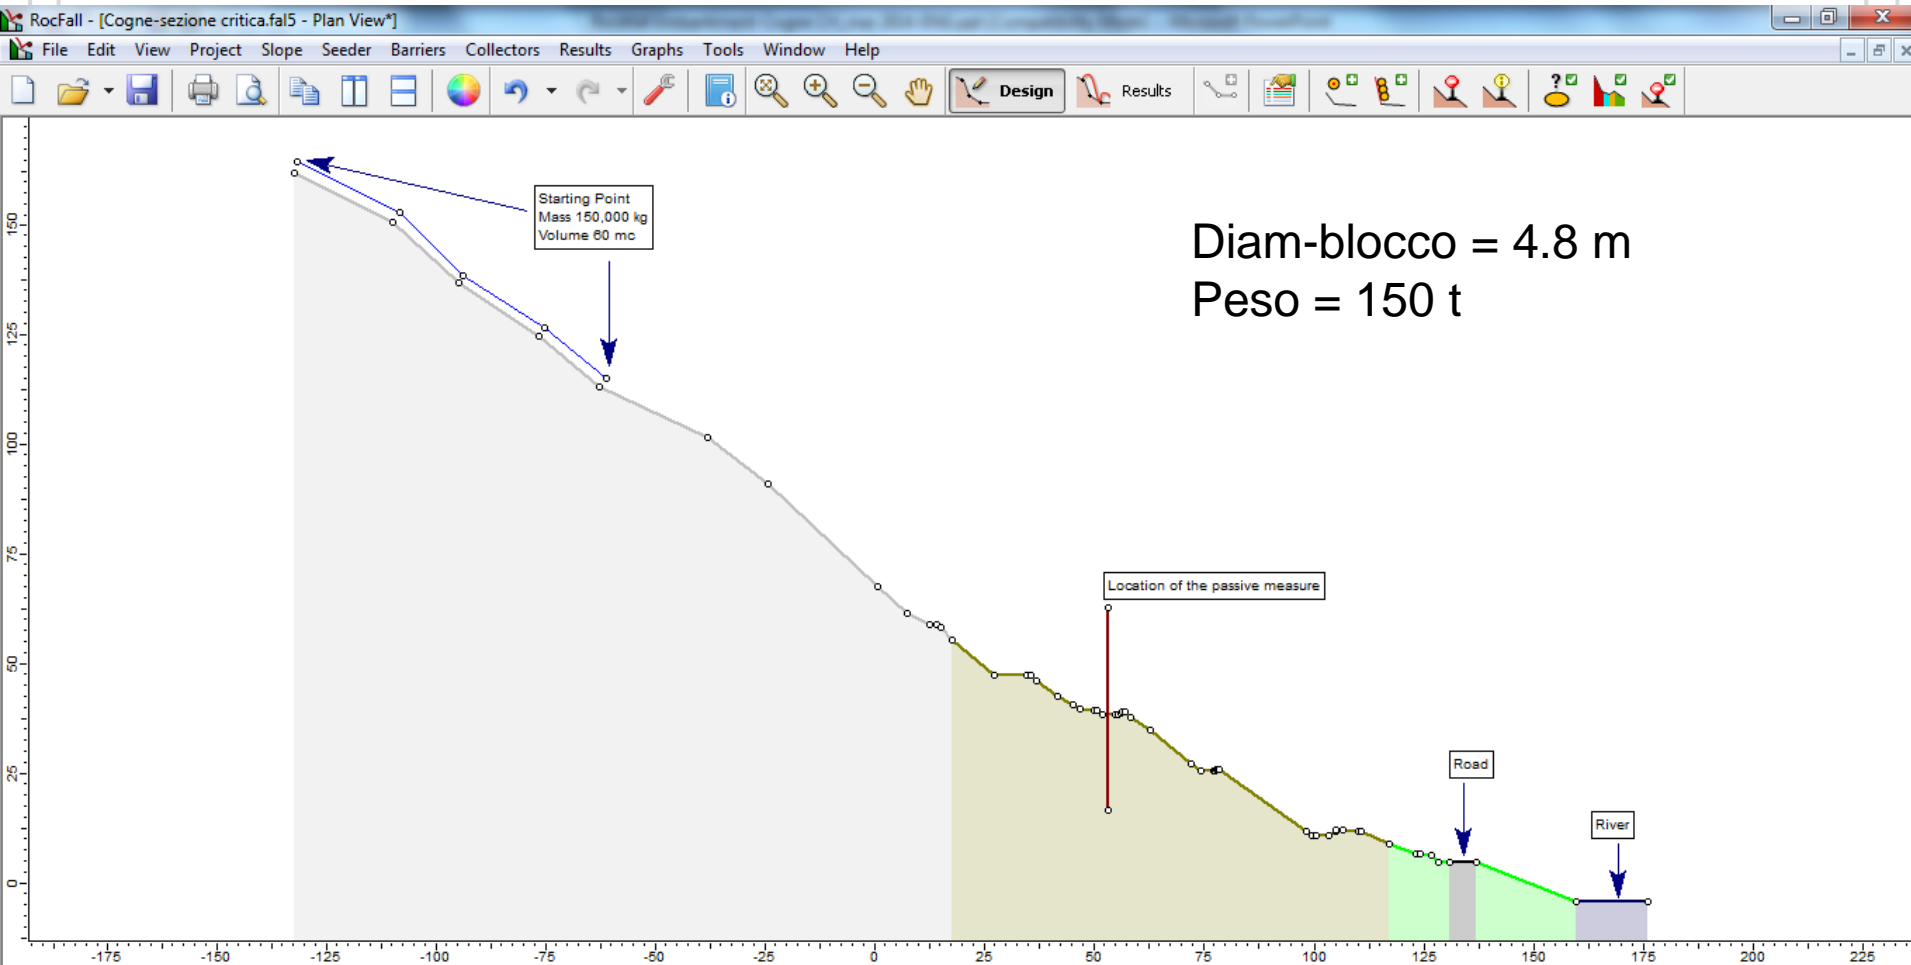 RocFall - [Cogne-sezione critica.fal5 - Plan View*]
File Edit View Project Slope Seeder Barriers Collectors Results Graphs Tools Window Help
Design Results
Starting Point
Mass 150,000 kg
Volume 60 mc
Diam-blocco = 4.8 m
Peso = 150 t
Location of the passive measure
Road
River
150
125
100
75
50
25
0
-175 -150 -125 -100 -75 -50 -25 0 25 50 75 100 125 150 175 200 225